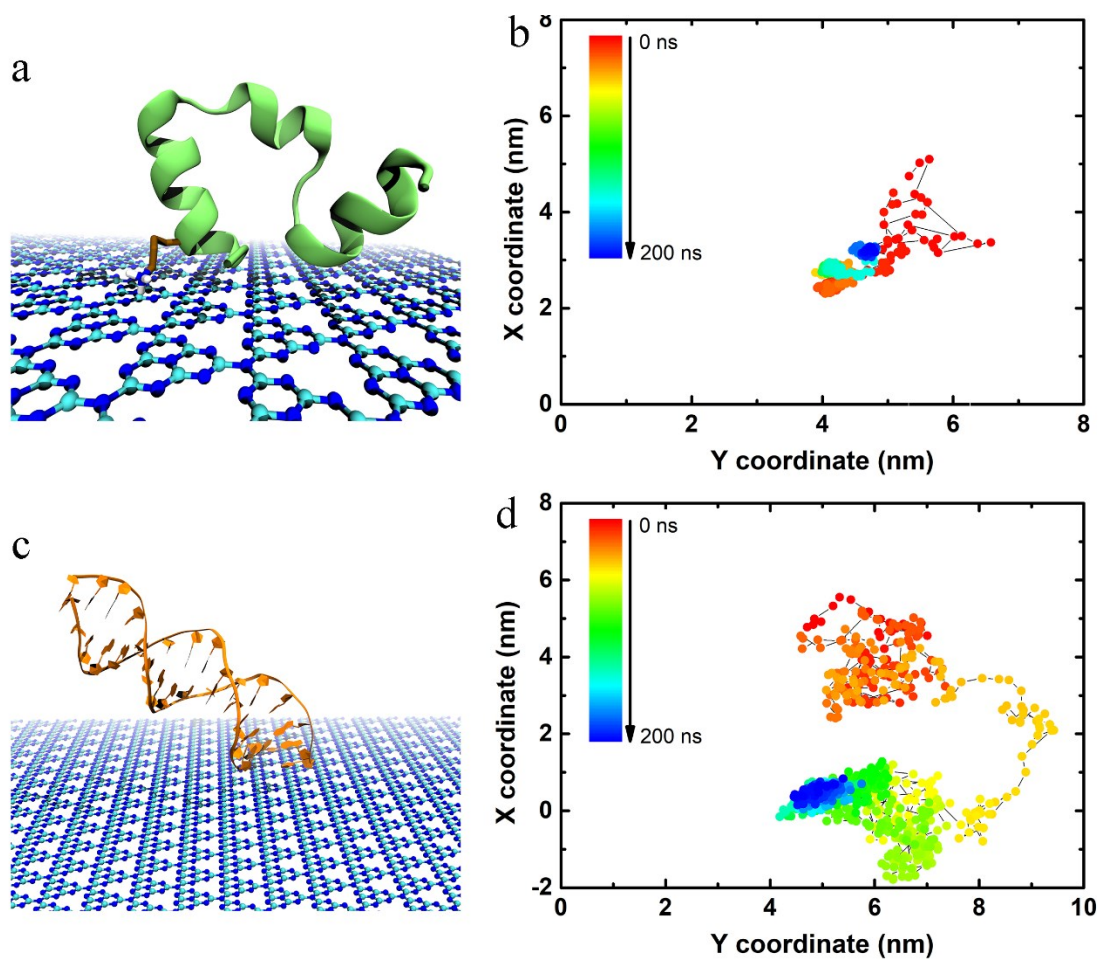 a
b
8
6
4
2
0
X coordinate (nm)
0 ns
200 ns
0 2 4 6 8
Y coordinate (nm)
c
d
8
6
4
2
0
-2
X coordinate (nm)
0 ns
200 ns
0 2 4 6 8 10
Y coordinate (nm)